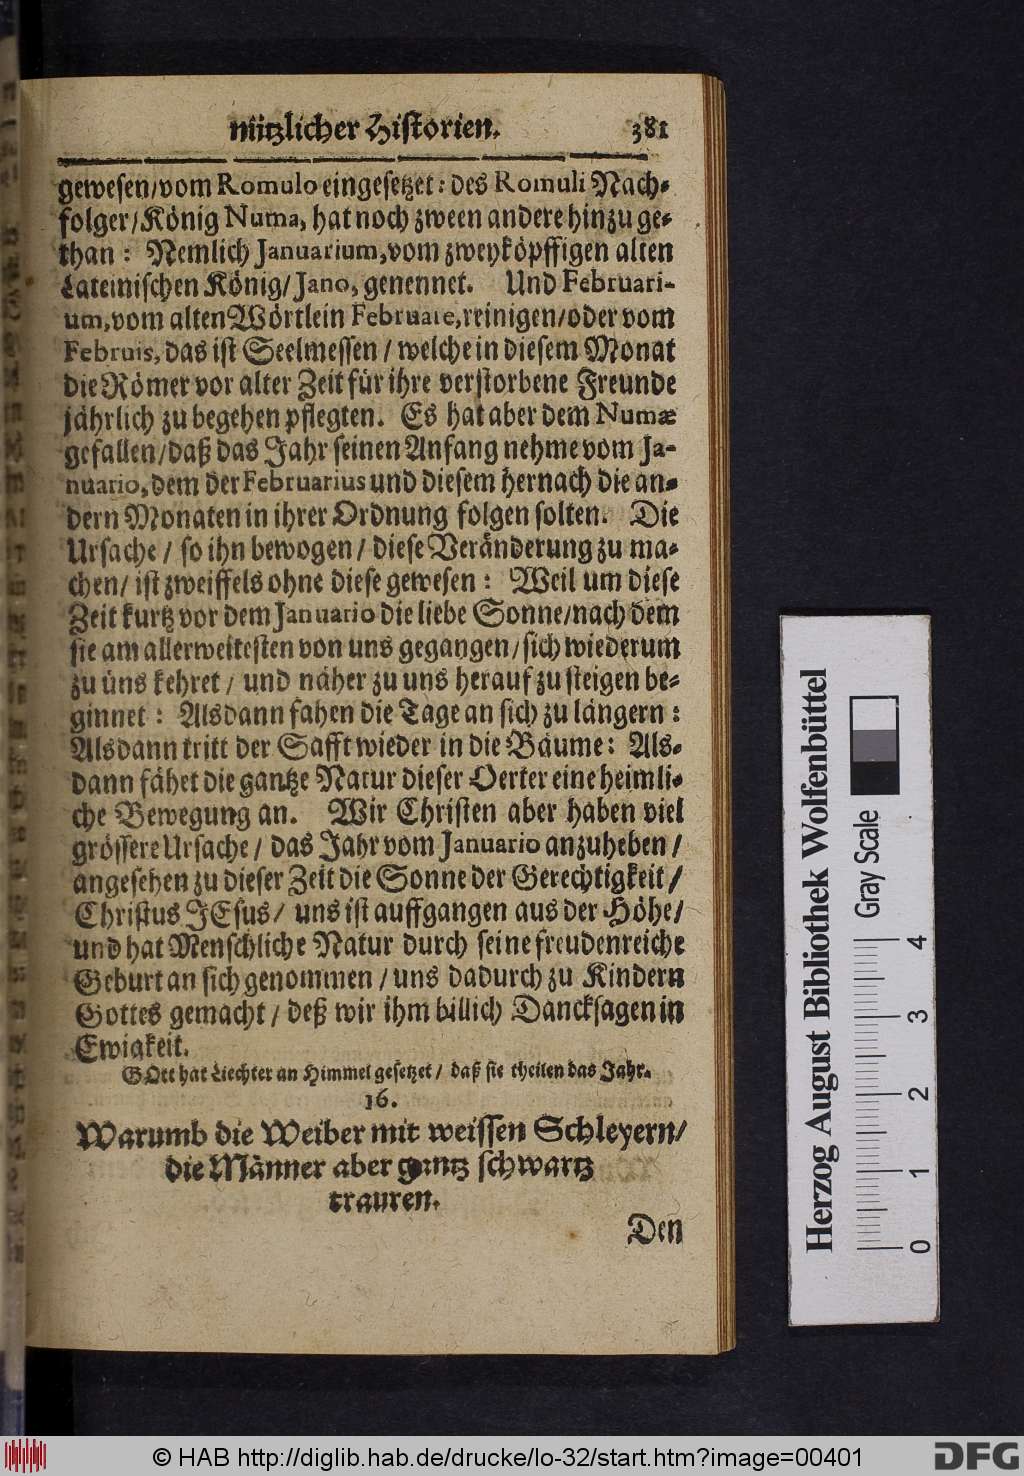 nützlicher Historien. 381
gewesen/vom Romulo eingesetzet: des Romuli Nach-
folger/König Numa, hat noch zween andere hinzu ge-
than: Nemlich Januarium, vom zweyköpffigen alten
Lateinischen König/Jano, genennet. Und Februari-
um, vom alten Wörtlein Februare, reinigen/oder vom
Februis, das ist Seelmessen/welche in diesem Monat
die Römer vor alter Zeit für ihre verstorbene Freunde
jährlich zu begehen pflegten. Es hat aber dem Numæ
gefallen/daß das Jahr seinen Anfang nehme vom Ja-
nuario, dem der Februarius und diesem hernach die an-
dern Monaten in ihrer Ordnung folgen solten. Die
Ursache/so ihn bewogen/diese Veränderung zu ma-
chen/ist zweiffels ohne diese gewesen: Weil um diese
Zeit kurtz vor dem Januario die liebe Sonne/nach dem
sie am allerweitesten von uns gegangen/sich wiederum
zu uns kehret/und näher zu uns herauf zu steigen be-
ginnet: Alsdann fahen die Tage an sich zu längern:
Alsdann tritt der Safft wieder in die Bäume: Als-
dann fähet die gantze Natur dieser Oerter eine heimli-
che Bewegung an. Wir Christen aber haben viel
grössere Ursache/das Jahr vom Januario anzuheben/
angesehen zu dieser Zeit die Sonne der Gerechtigkeit/
Christus JEsus/uns ist auffgangen aus der Höhe/
und hat Menschliche Natur durch seine freudenreiche
Geburt an sich genommen/uns dadurch zu Kindern
Gottes gemacht/deß wir ihm billich Dancksagen in
Ewigkeit.
GOtt hat Liechter an Himmel gesetzet/daß sie theilen das Jahr.
16.
Warumb die Weiber mit weissen Schleyern/
die Männer aber gantz schwartz
trauren.
Den
Herzog August Bibliothek Wolfenbüttel
Gray Scale
0 1 2 3 4
© HAB http://diglib.hab.de/drucke/lo-32/start.htm?image=00401
DFG